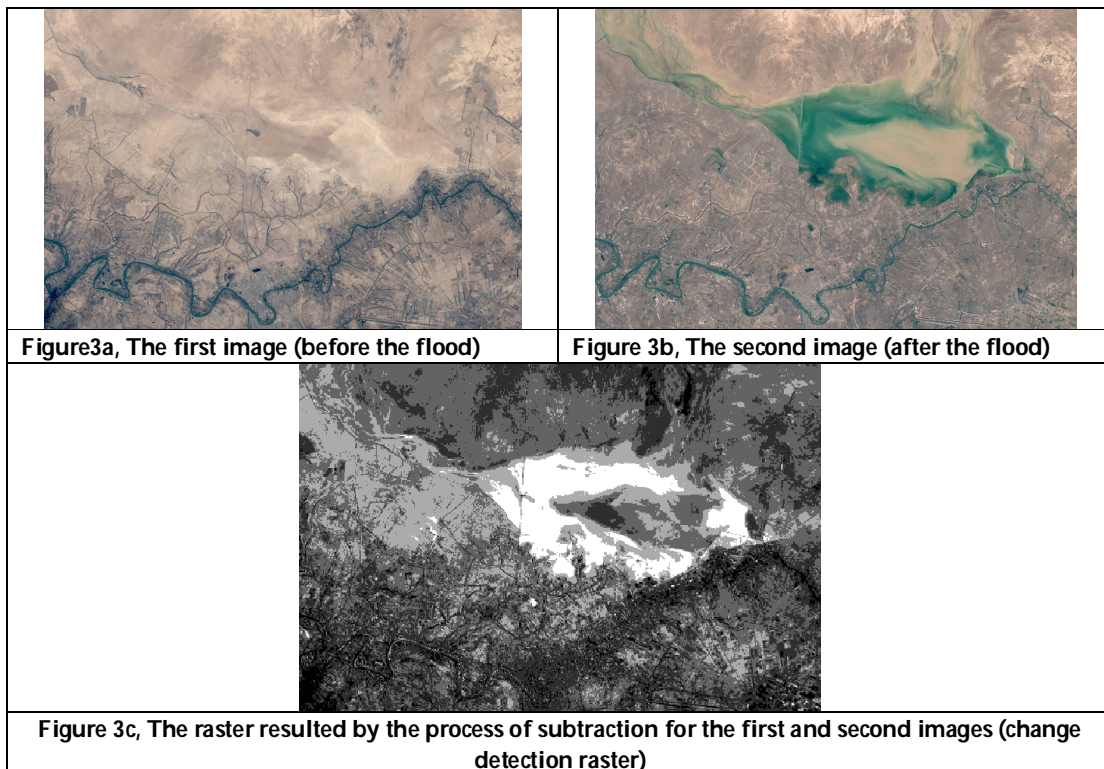 Figure3a, The first image (before the flood)
Figure 3b, The second image (after the flood)
Figure 3c, The raster resulted by the process of subtraction for the first and second images (change
detection raster)